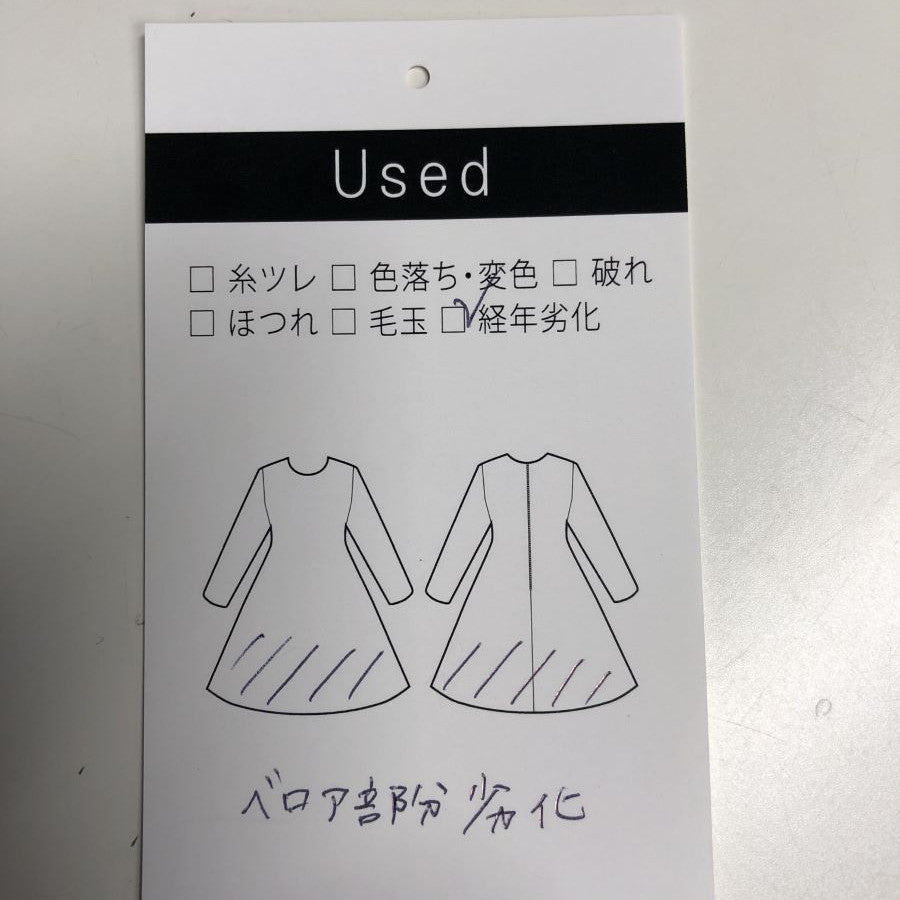 Used
□ 糸ツレ □ 色落ち・変色 □ 破れ
□ ほつれ □ 毛玉 ☑ 経年劣化
ベロア部分 劣化